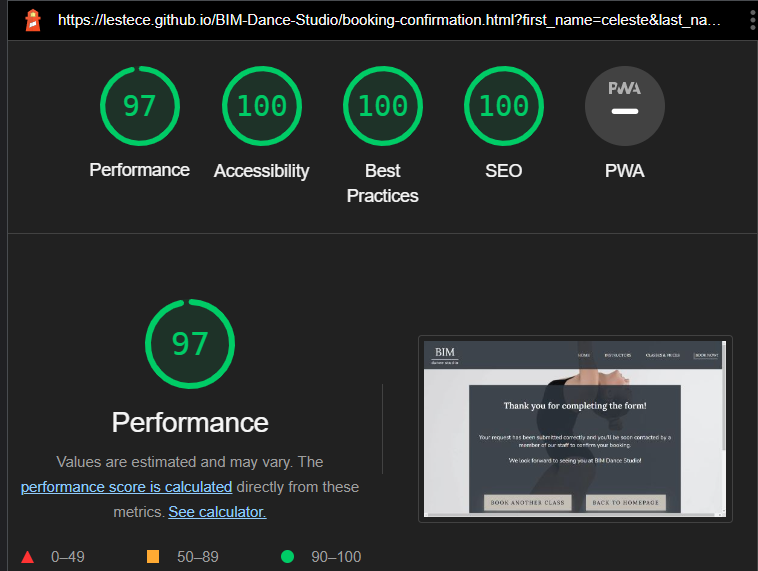 https://lestece.github.io/BIM-Dance-Studio/booking-confirmation.html?first_name=celeste&last_na…
97
100
100
100
PWA
Performance
Accessibility
Best
Practices
SEO
PWA
97
Performance
Values are estimated and may vary. The
performance score is calculated directly from these
metrics. See calculator.
0–49
50–89
90–100
BIM
DANCE STUDIO
HOME
INSTRUCTORS
CLASSES & PRICES
BOOK NOW!
Thank you for completing the form!
Your request has been submitted correctly and you'll be soon contacted by a
member of our staff to confirm your booking.
We look forward to seeing you at BIM Dance Studio!
BOOK ANOTHER CLASS
BACK TO HOMEPAGE